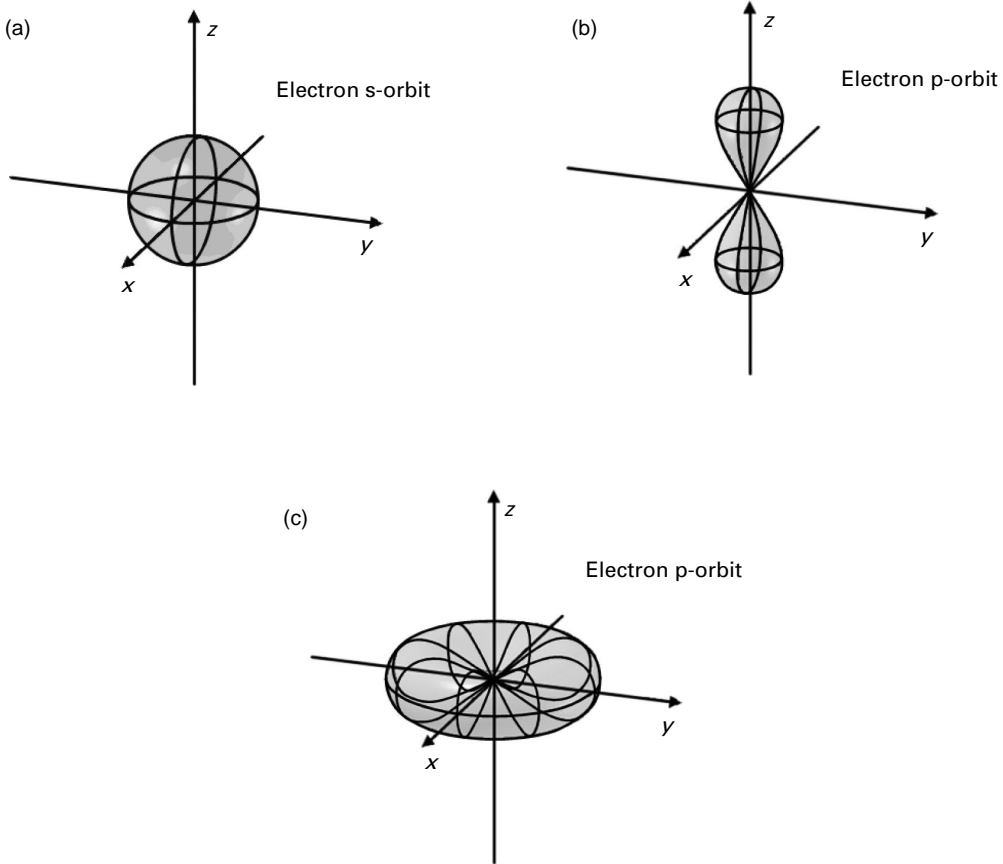 (a)
z
Electron s-orbit
y
x
(b)
z
Electron p-orbit
y
x
(c)
z
Electron p-orbit
y
x